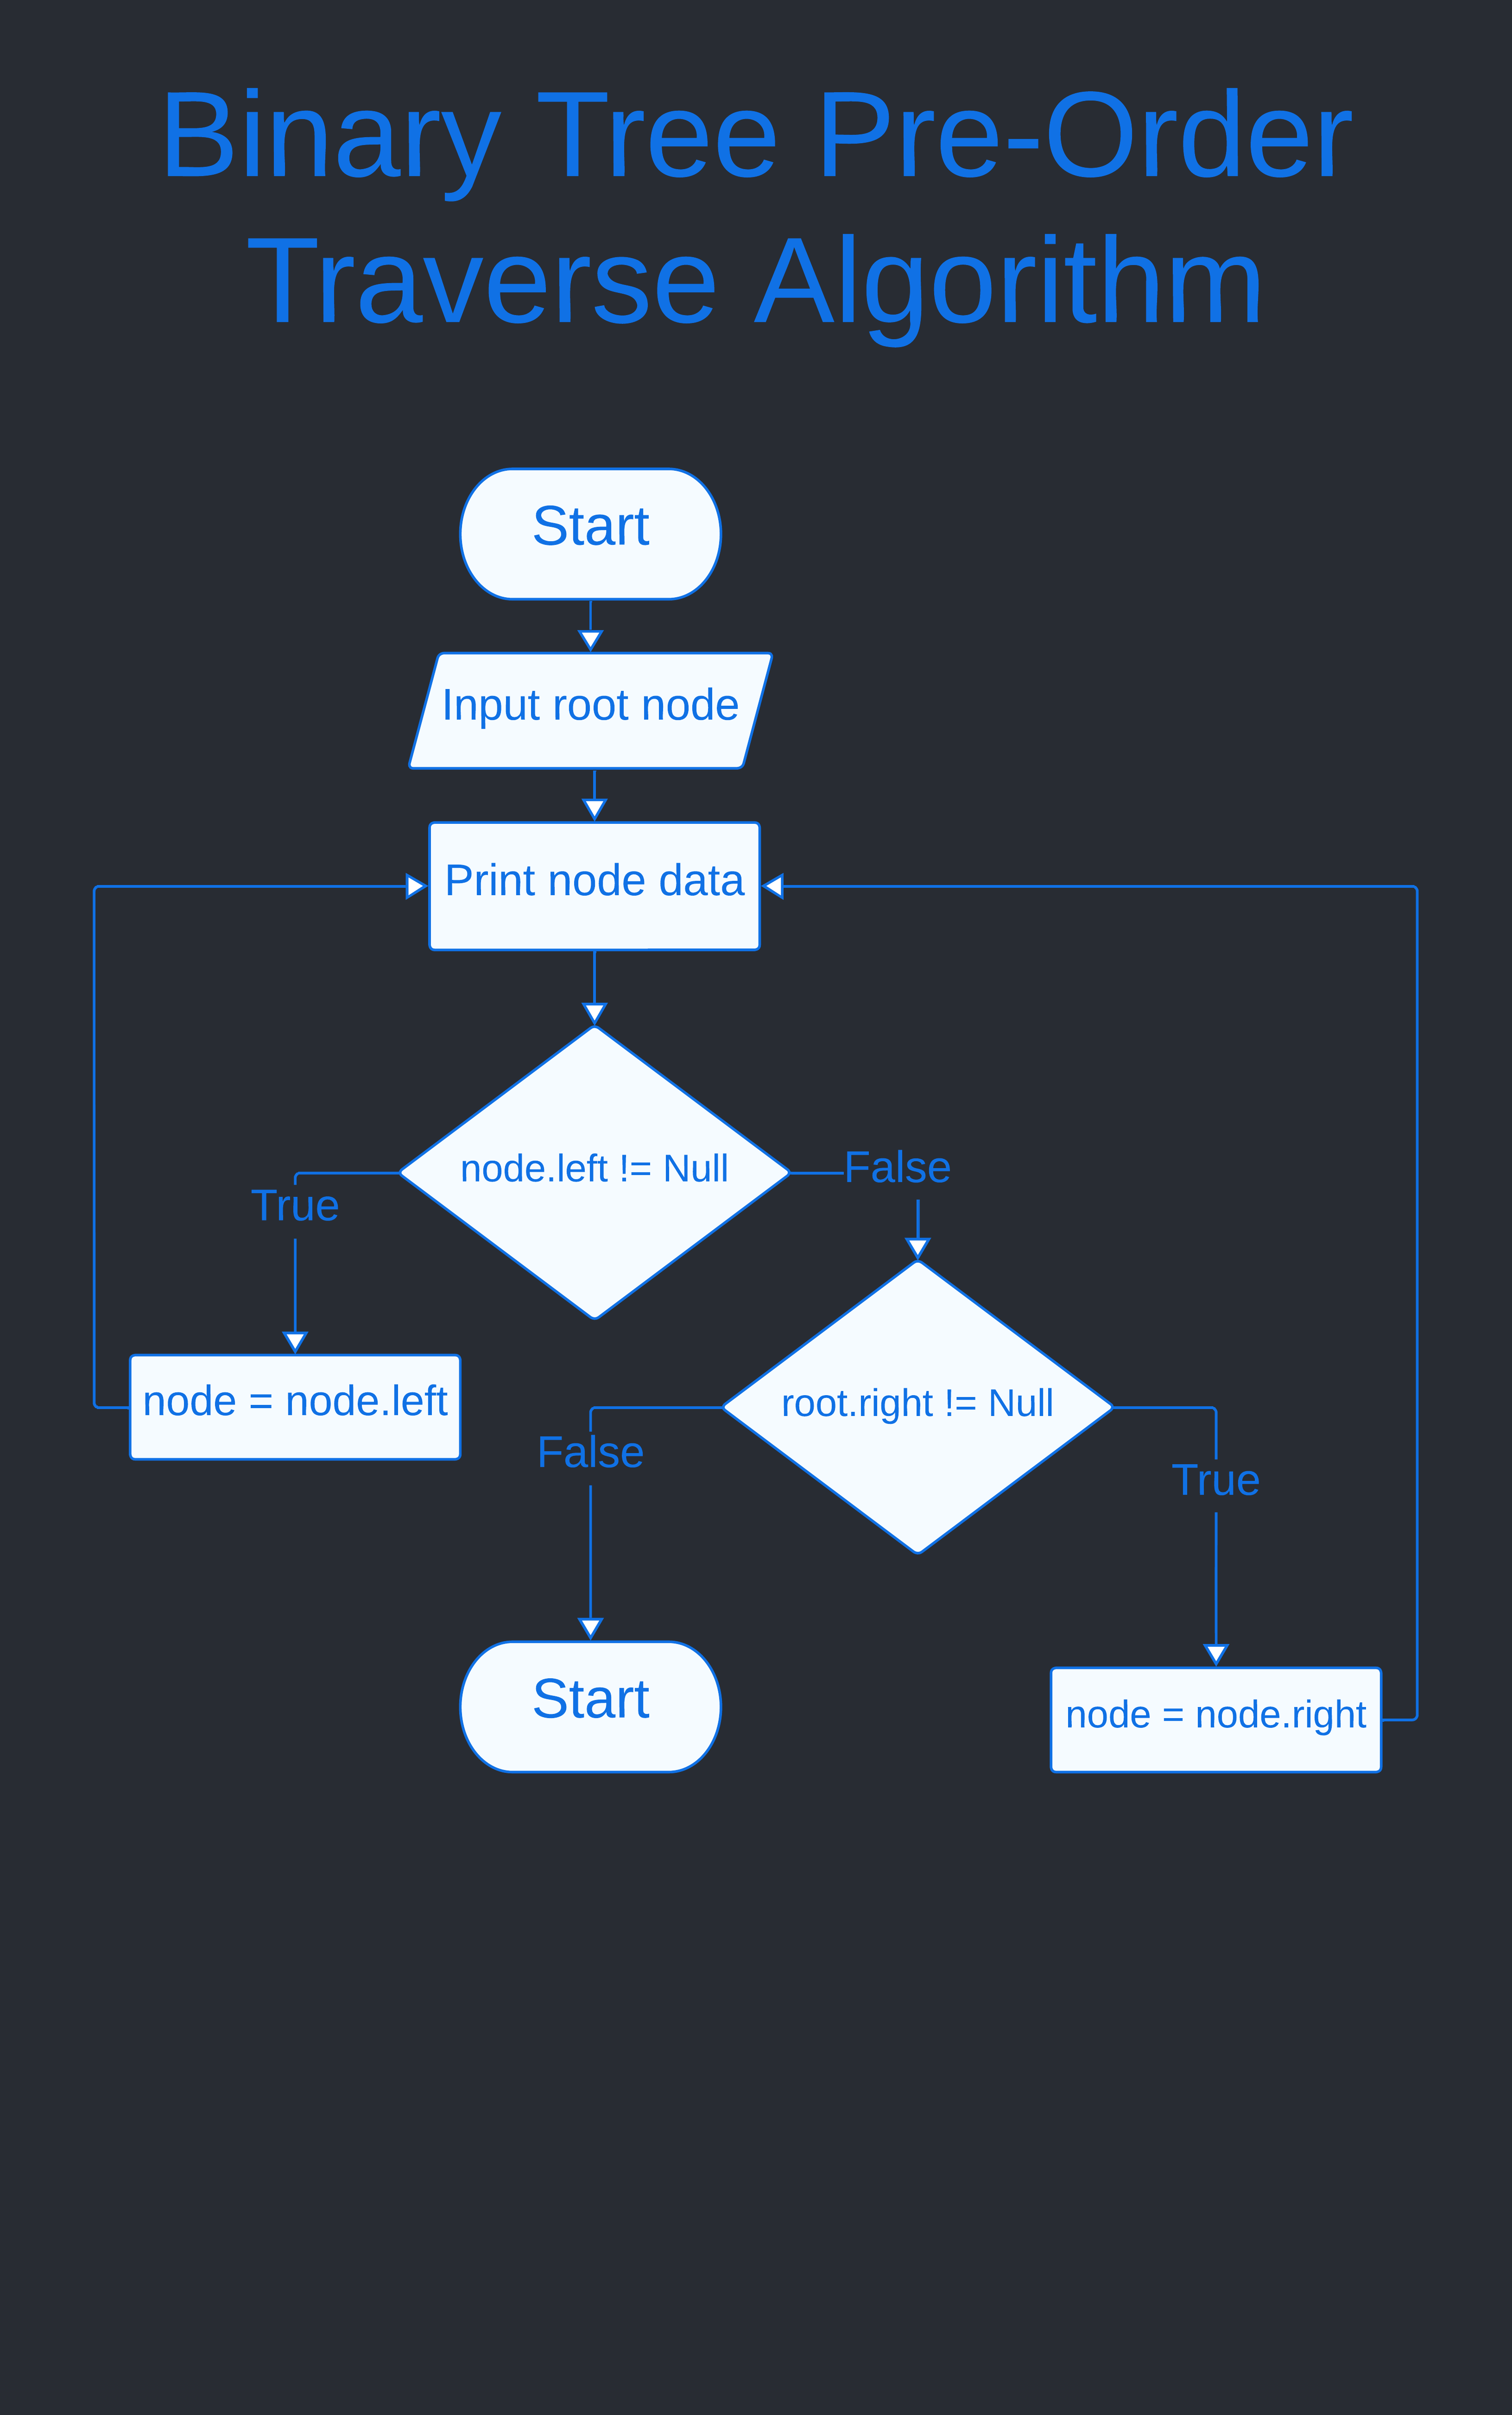 Binary Tree Pre-Order
Traverse Algorithm
Start
Input root node
Print node data
node.left != Null
False
True
node = node.left
root.right != Null
False
True
Start
node = node.right